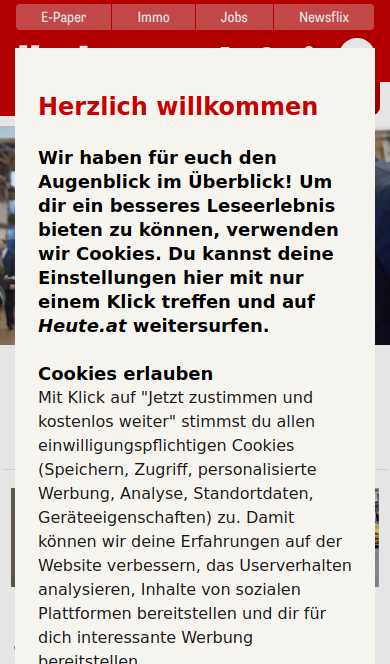 E-Paper Immo Jobs Newsflix
Herzlich willkommen
Wir haben für euch den
Augenblick im Überblick! Um
dir ein besseres Leseerlebnis
bieten zu können, verwenden
wir Cookies. Du kannst deine
Einstellungen hier mit nur
einem Klick treffen und auf
Heute.at weitersurfen.
Cookies erlauben
Mit Klick auf "Jetzt zustimmen und
kostenlos weiter" stimmst du allen
einwilligungspflichtigen Cookies
(Speichern, Zugriff, personalisierte
Werbung, Analyse, Standortdaten,
Geräteeigenschaften) zu. Damit
können wir deine Erfahrungen auf der
Website verbessern, das Userverhalten
analysieren, Inhalte von sozialen
Plattformen bereitstellen und dir für
dich interessante Werbung
bereitstellen